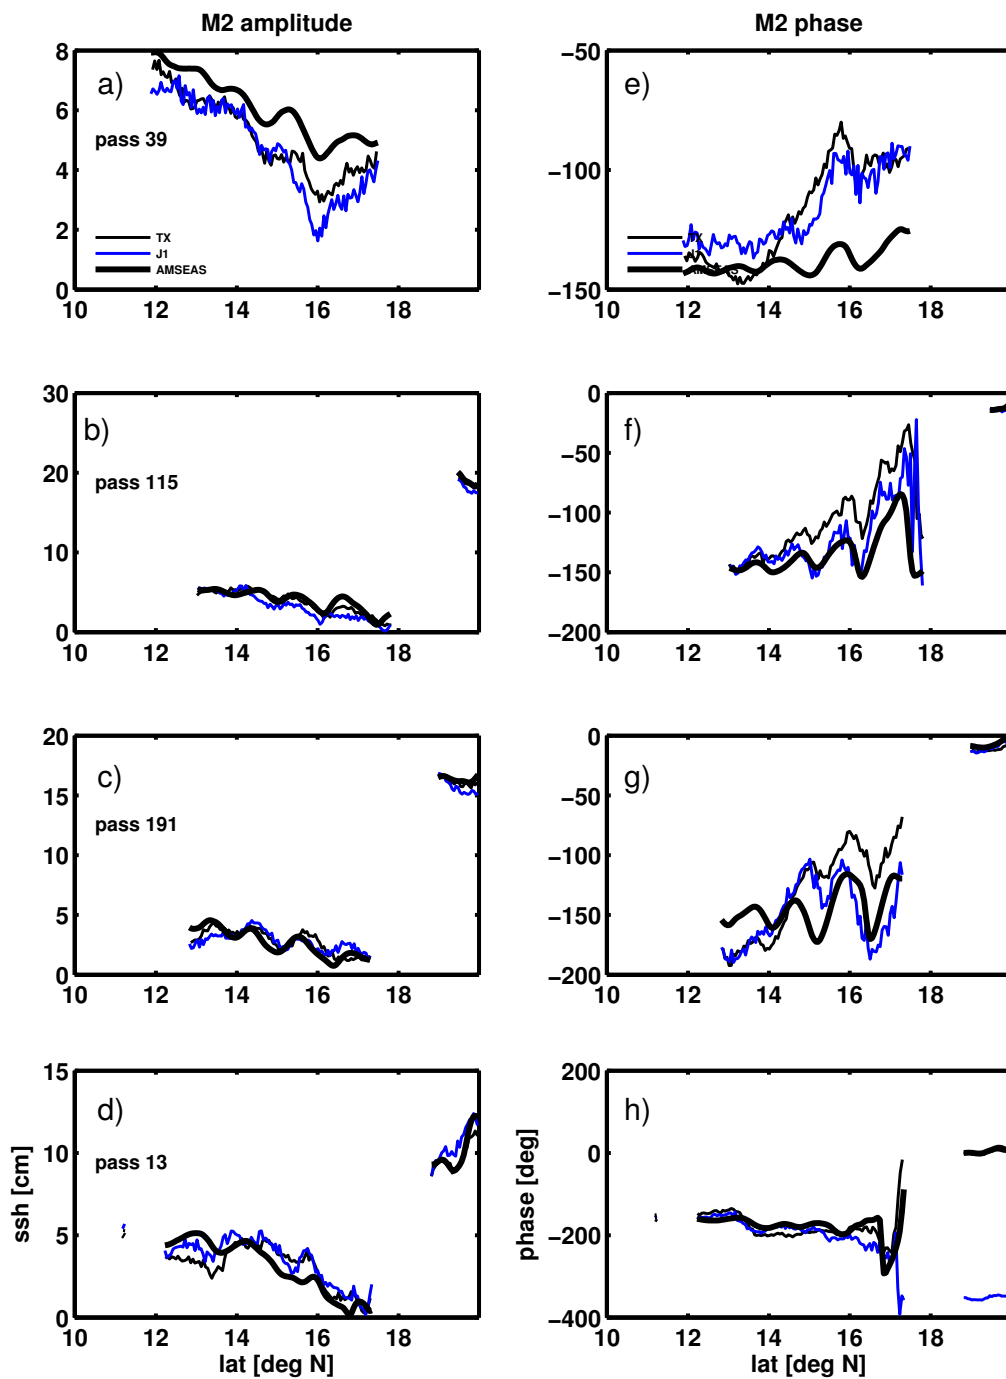 M2 amplitude M2 phase
8 −50
a) e)
6
pass 39 −100
4
2
TX TX
J1
AMSEAS
0 −150
10 12 14 16 18 10 12 14 16 18
30 0
b) f)
−50
20
pass 115
−100
10
−150
0 −200
10 12 14 16 18 10 12 14 16 18
20 0
c) g)
15 −50
pass 191
10 −100
5 −150
0 −200
10 12 14 16 18 10 12 14 16 18
15 200
d) h)
10 0
pass 13
ssh [cm] phase [deg]
5 −200
0 −400
10 12 14 16 18 10 12 14 16 18
lat [deg N] lat [deg N]